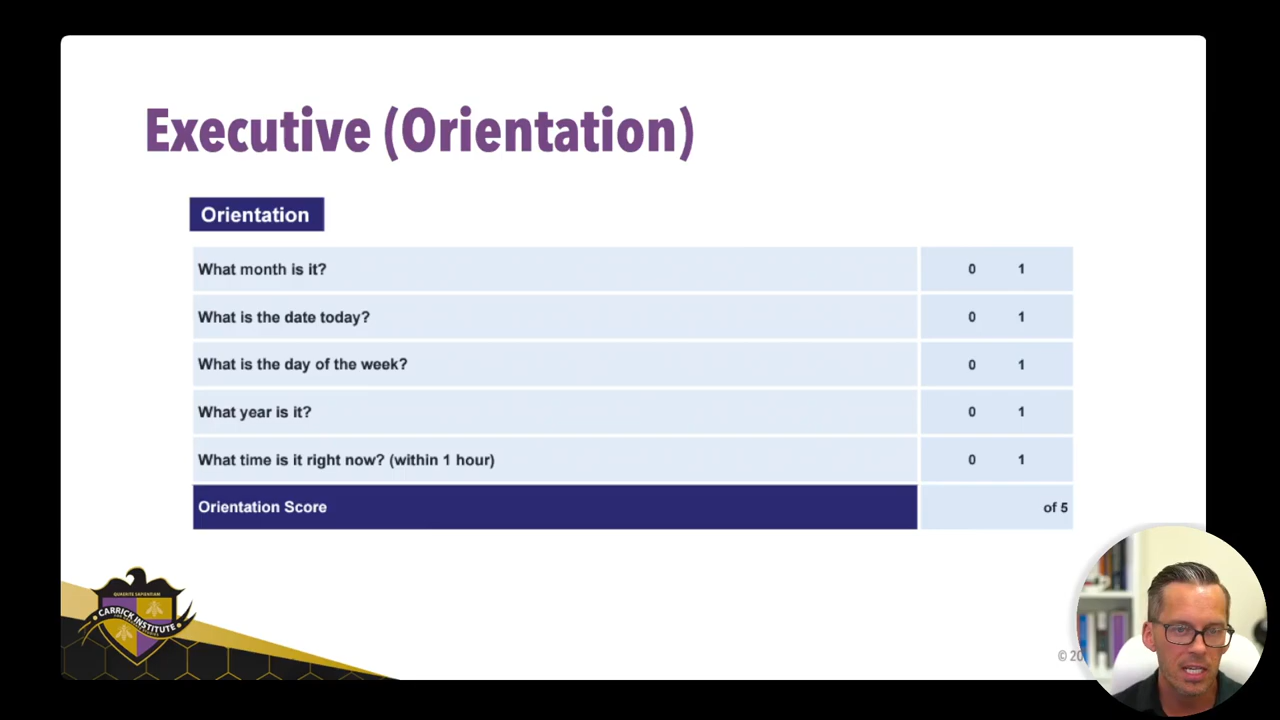 Executive (Orientation)
Orientation
What month is it? 0 1
What is the date today? 0 1
What is the day of the week? 0 1
What year is it? 0 1
What time is it right now? (within 1 hour) 0 1
Orientation Score of 5
CARRICK INSTITUTE
© 20